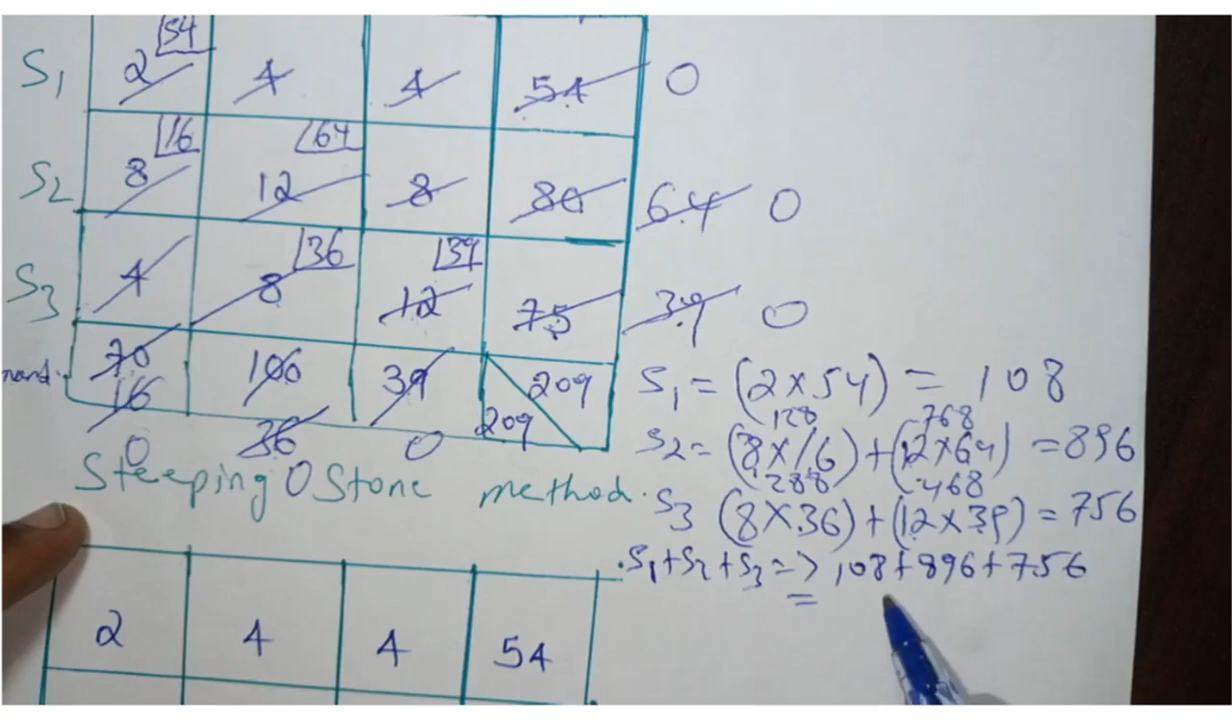 54
S1 2 4 4 54 0
16 64
S2 8 12 8 80 64 0
36 39
S3 4 8 12 75 39 0
70 106 39 209
16 36 0 209
0
S1 = (2×54) = 108
128 768
S2 = (8×16)+(12×64) = 896
288 468
S3 (8×36)+(12×39) = 756
S1+S2+S3 => 108+896+756
=
Steeping Stone method.
2 4 4 54